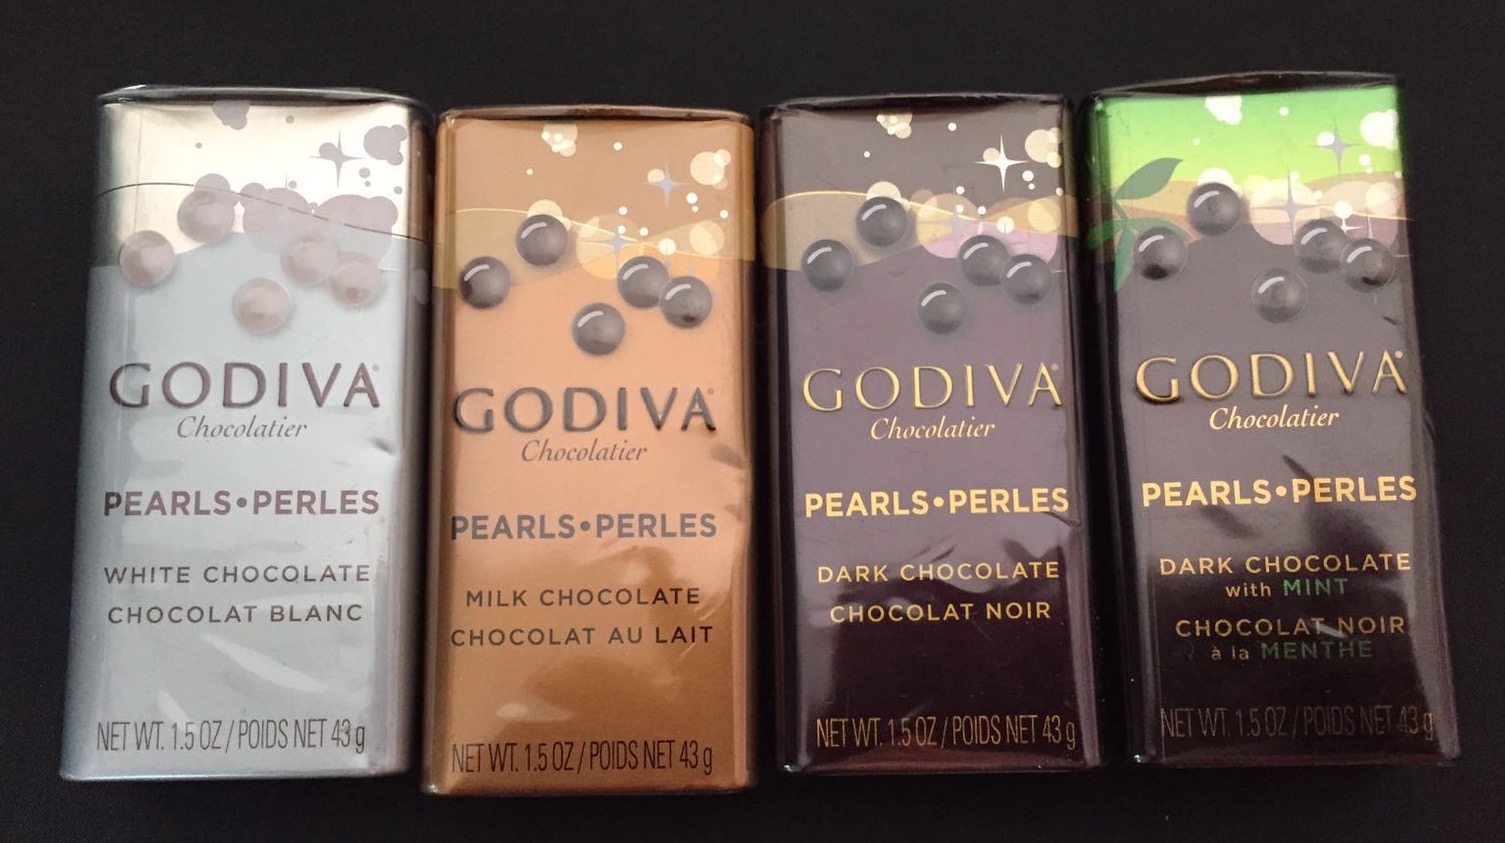 GODIVA
Chocolatier
PEARLS•PERLES
WHITE CHOCOLATE
CHOCOLAT BLANC
NET WT. 1.5 OZ / POIDS NET 43 g
GODIVA
Chocolatier
PEARLS•PERLES
MILK CHOCOLATE
CHOCOLAT AU LAIT
NET WT. 1.5 OZ / POIDS NET 43 g
GODIVA
Chocolatier
PEARLS•PERLES
DARK CHOCOLATE
CHOCOLAT NOIR
NET WT. 1.5 OZ / POIDS NET 43 g
GODIVA
Chocolatier
PEARLS•PERLES
DARK CHOCOLATE
with MINT
CHOCOLAT NOIR
à la MENTHE
NET WT. 1.5 OZ / POIDS NET 43 g